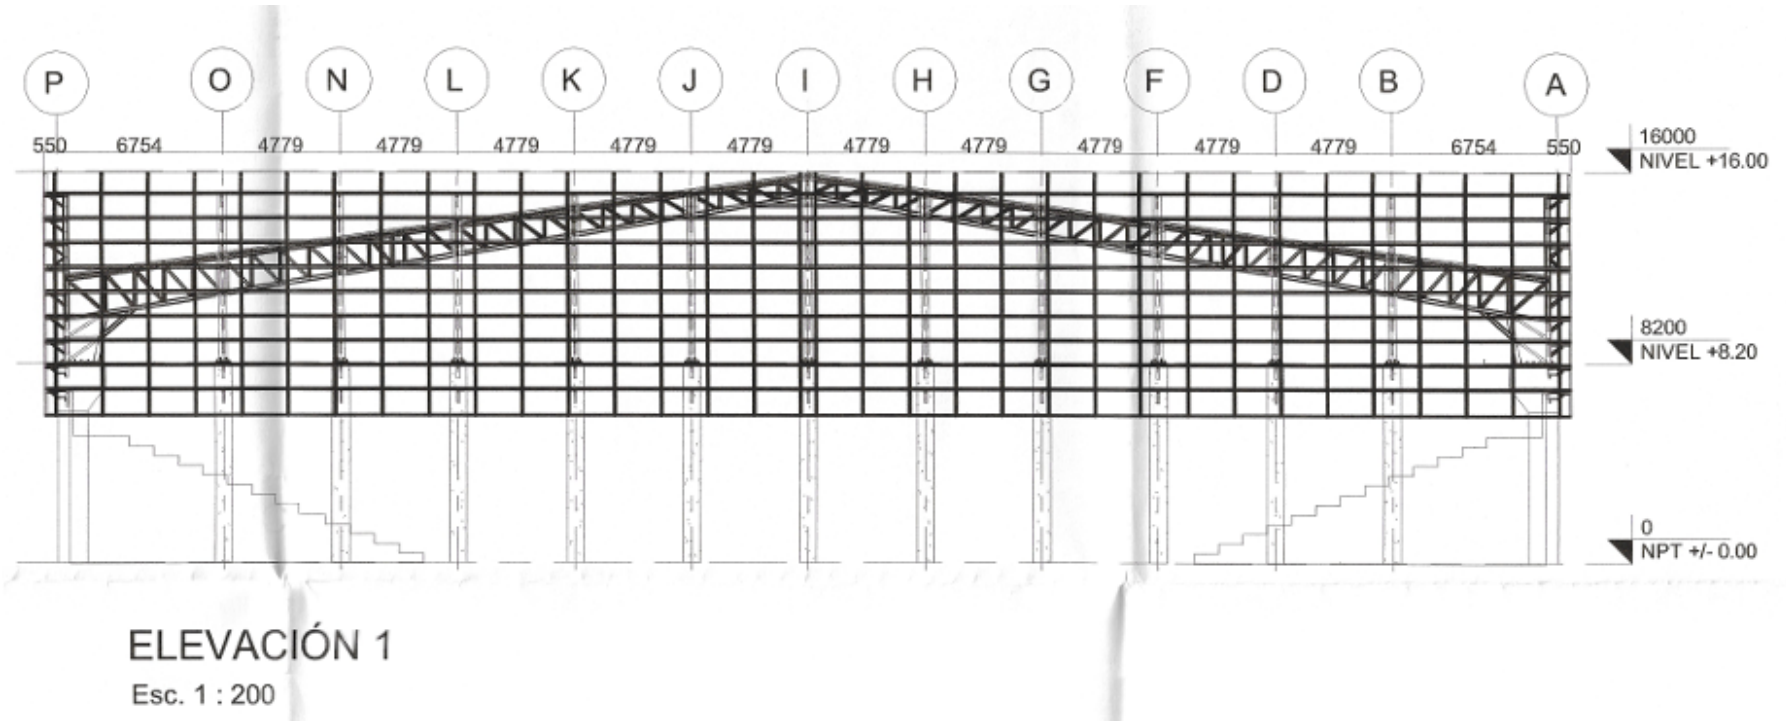 P O N L K J I H G F D B A
550 6754 4779 4779 4779 4779 4779 4779 4779 4779 4779 4779 6754 550
16000
NIVEL +16.00
8200
NIVEL +8.20
0
NPT +/- 0.00
ELEVACIÓN 1
Esc. 1 : 200